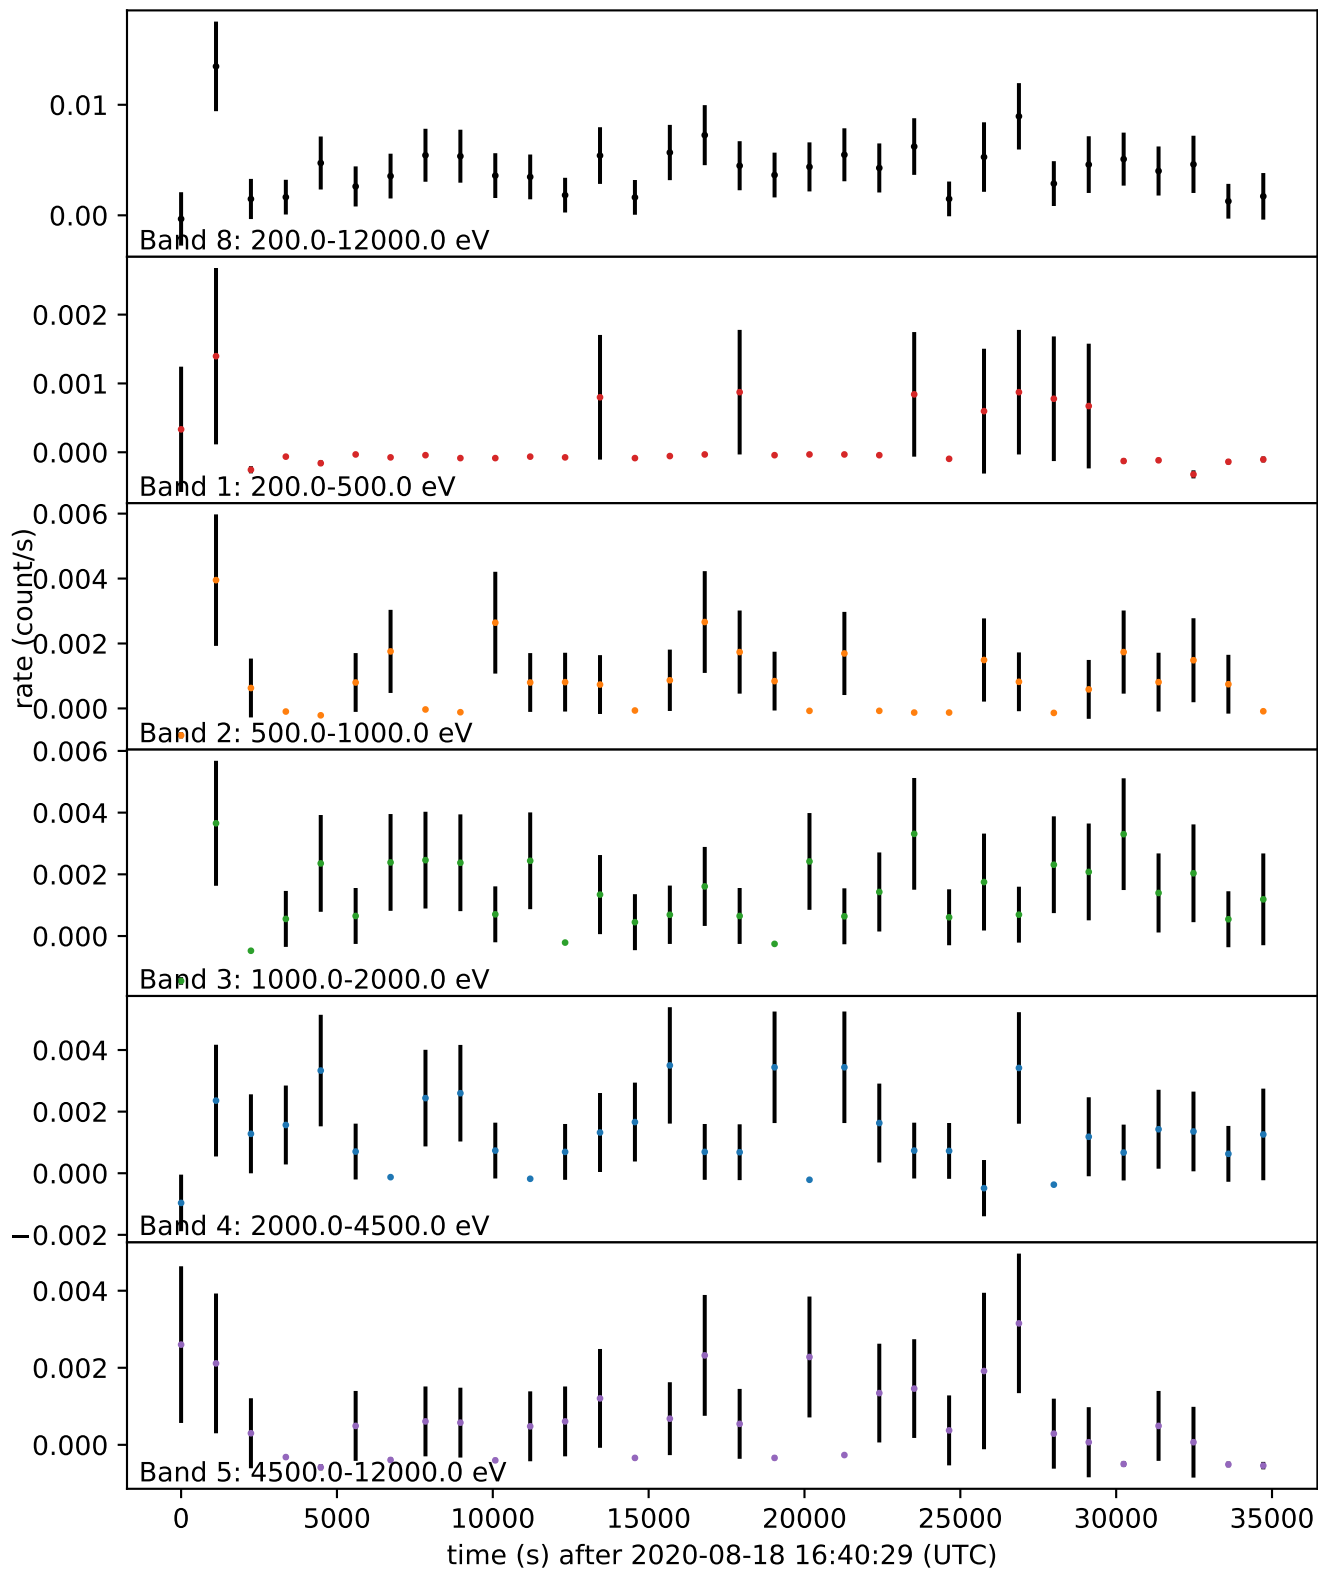 0.01
0.00
Band 8: 200.0-12000.0 eV
0.002
0.001
0.000
Band 1: 200.0-500.0 eV
rate (count/s)
0.006
0.004
0.002
0.000
Band 2: 500.0-1000.0 eV
0.006
0.004
0.002
0.000
Band 3: 1000.0-2000.0 eV
0.004
0.002
0.000
−0.002
Band 4: 2000.0-4500.0 eV
0.004
0.002
0.000
Band 5: 4500.0-12000.0 eV
0 5000 10000 15000 20000 25000 30000 35000
time (s) after 2020-08-18 16:40:29 (UTC)